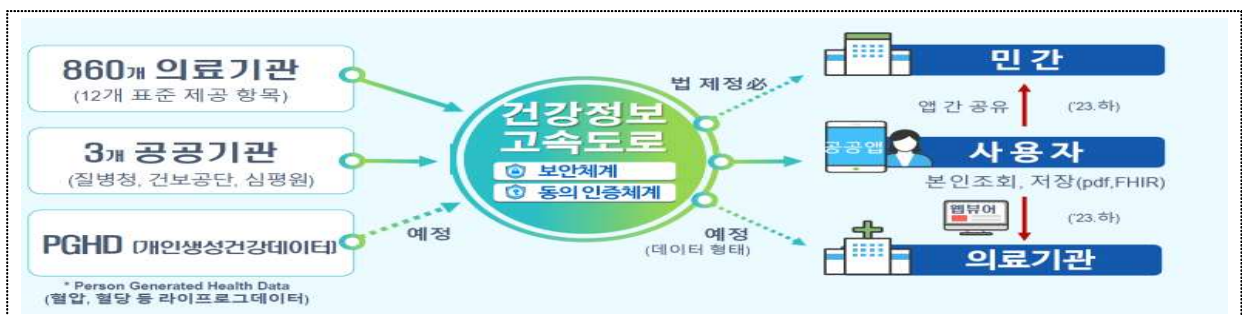 860개 의료기관
(12개 표준 제공 항목)
3개 공공기관
(질병청, 건보공단, 심평원)
PGHD (개인생성건강데이터)
* Person Generated Health Data
(혈압, 혈당 등 라이프로그데이터)
예정
건강정보
고속도로
보안체계
동의 인증체계
법 제정必
예정
(데이터 형태)
민간
앱 간 공유
('23.하)
공공앱
사용자
본인조회, 저장(pdf,FHIR)
웹뷰어
('23.하)
의료기관